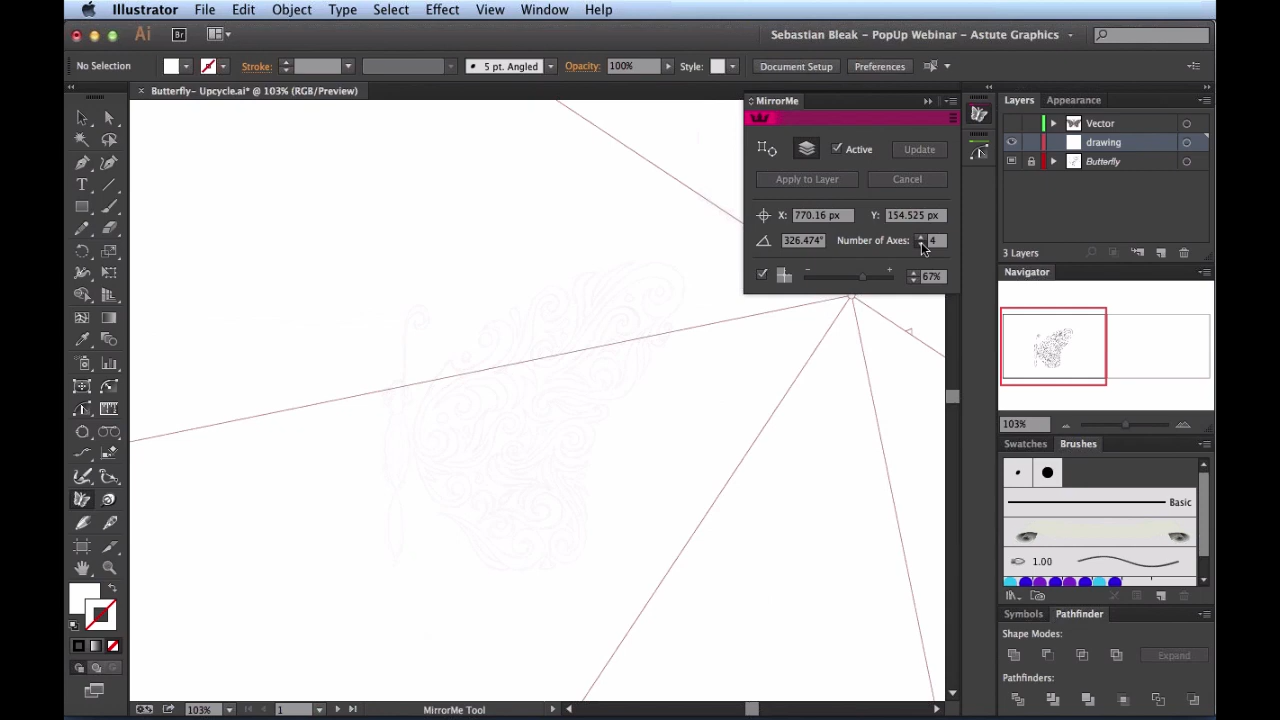 Illustrator File Edit Object Type Select Effect View Window Help
Ai Br Sebastian Bleak - PopUp Webinar - Astute Graphics
No Selection Stroke: 5 pt. Angled Opacity: 100% Style: Document Setup Preferences
Butterfly- Upcycle.ai* @ 103% (RGB/Preview)
MirrorMe
Active Update
Apply to Layer Cancel
X: 770.16 px Y: 154.525 px
326.474° Number of Axes: 4
67%
Layers Appearance
Vector
drawing
Butterfly
3 Layers
Navigator
103%
Swatches Brushes
Basic
1.00
Symbols Pathfinder
Shape Modes:
Expand
Pathfinders:
103% 1 MirrorMe Tool